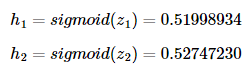 h₁ = sigmoid(z₁) = 0.51998934
h₂ = sigmoid(z₂) = 0.52747230